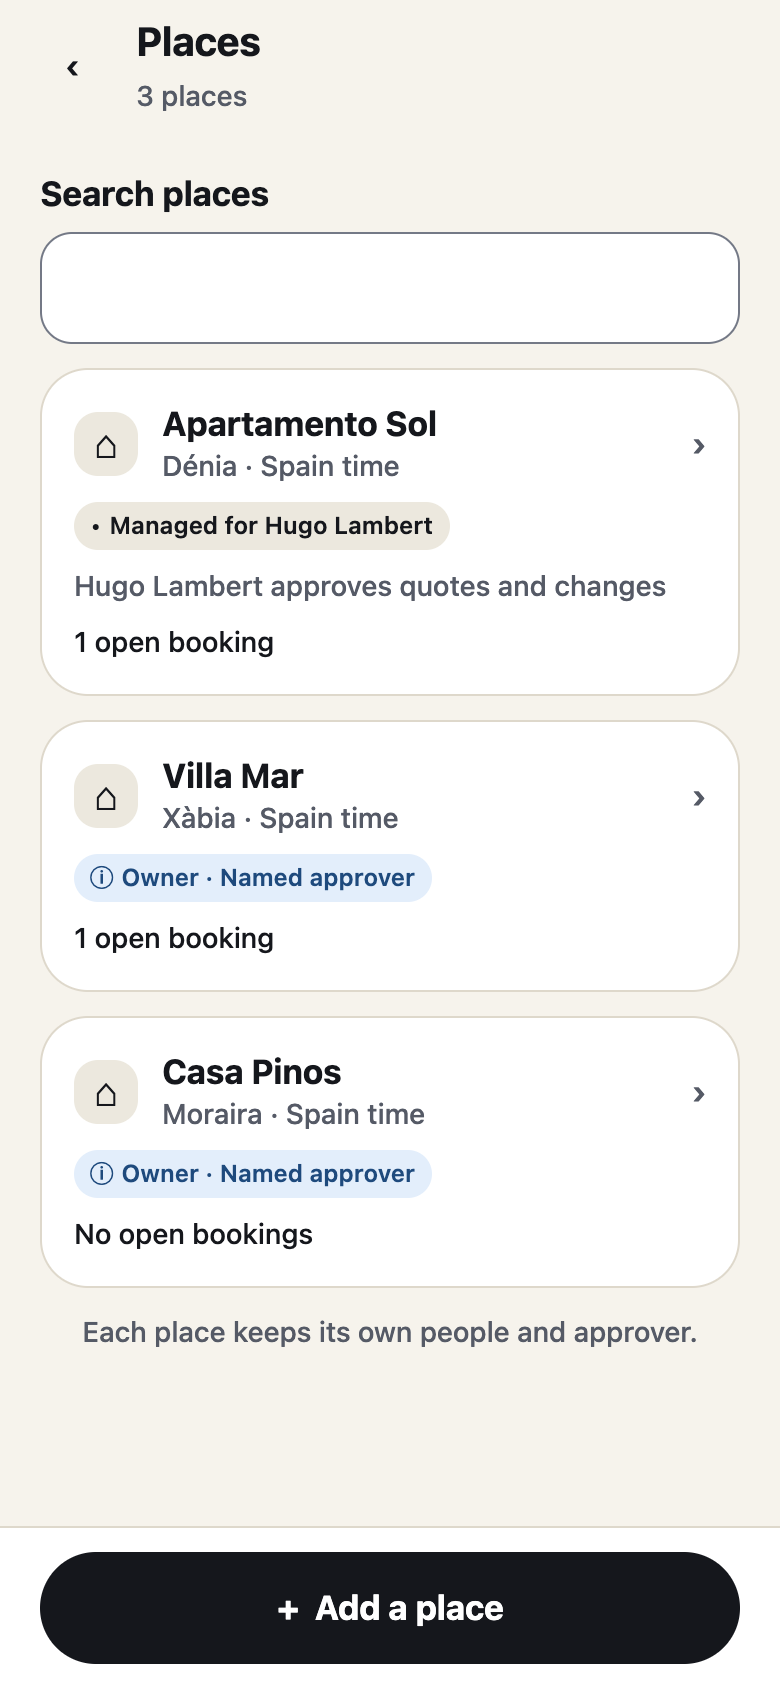 Places
3 places
Search places
Apartamento Sol
Dénia · Spain time
• Managed for Hugo Lambert
Hugo Lambert approves quotes and changes
1 open booking
Villa Mar
Xàbia · Spain time
ⓘ Owner · Named approver
1 open booking
Casa Pinos
Moraira · Spain time
ⓘ Owner · Named approver
No open bookings
Each place keeps its own people and approver.
+ Add a place